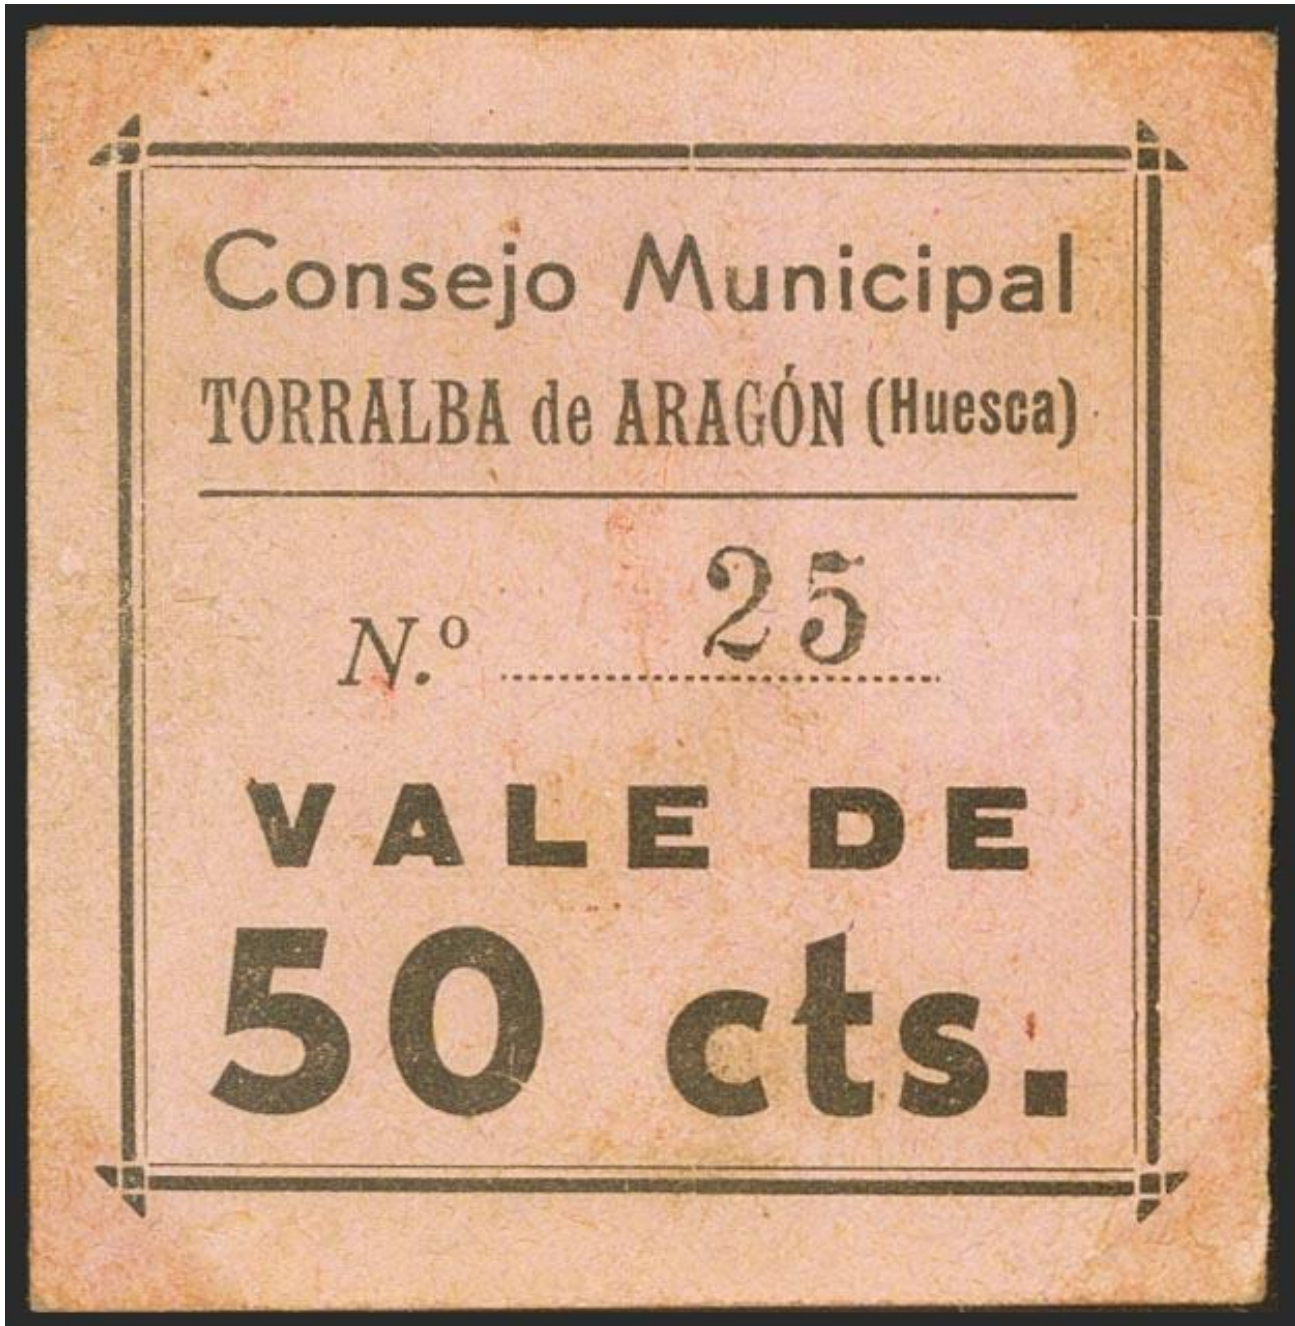 Consejo Municipal
TORRALBA de ARAGÓN (Huesca)
N.º 25
VALE DE
50 cts.